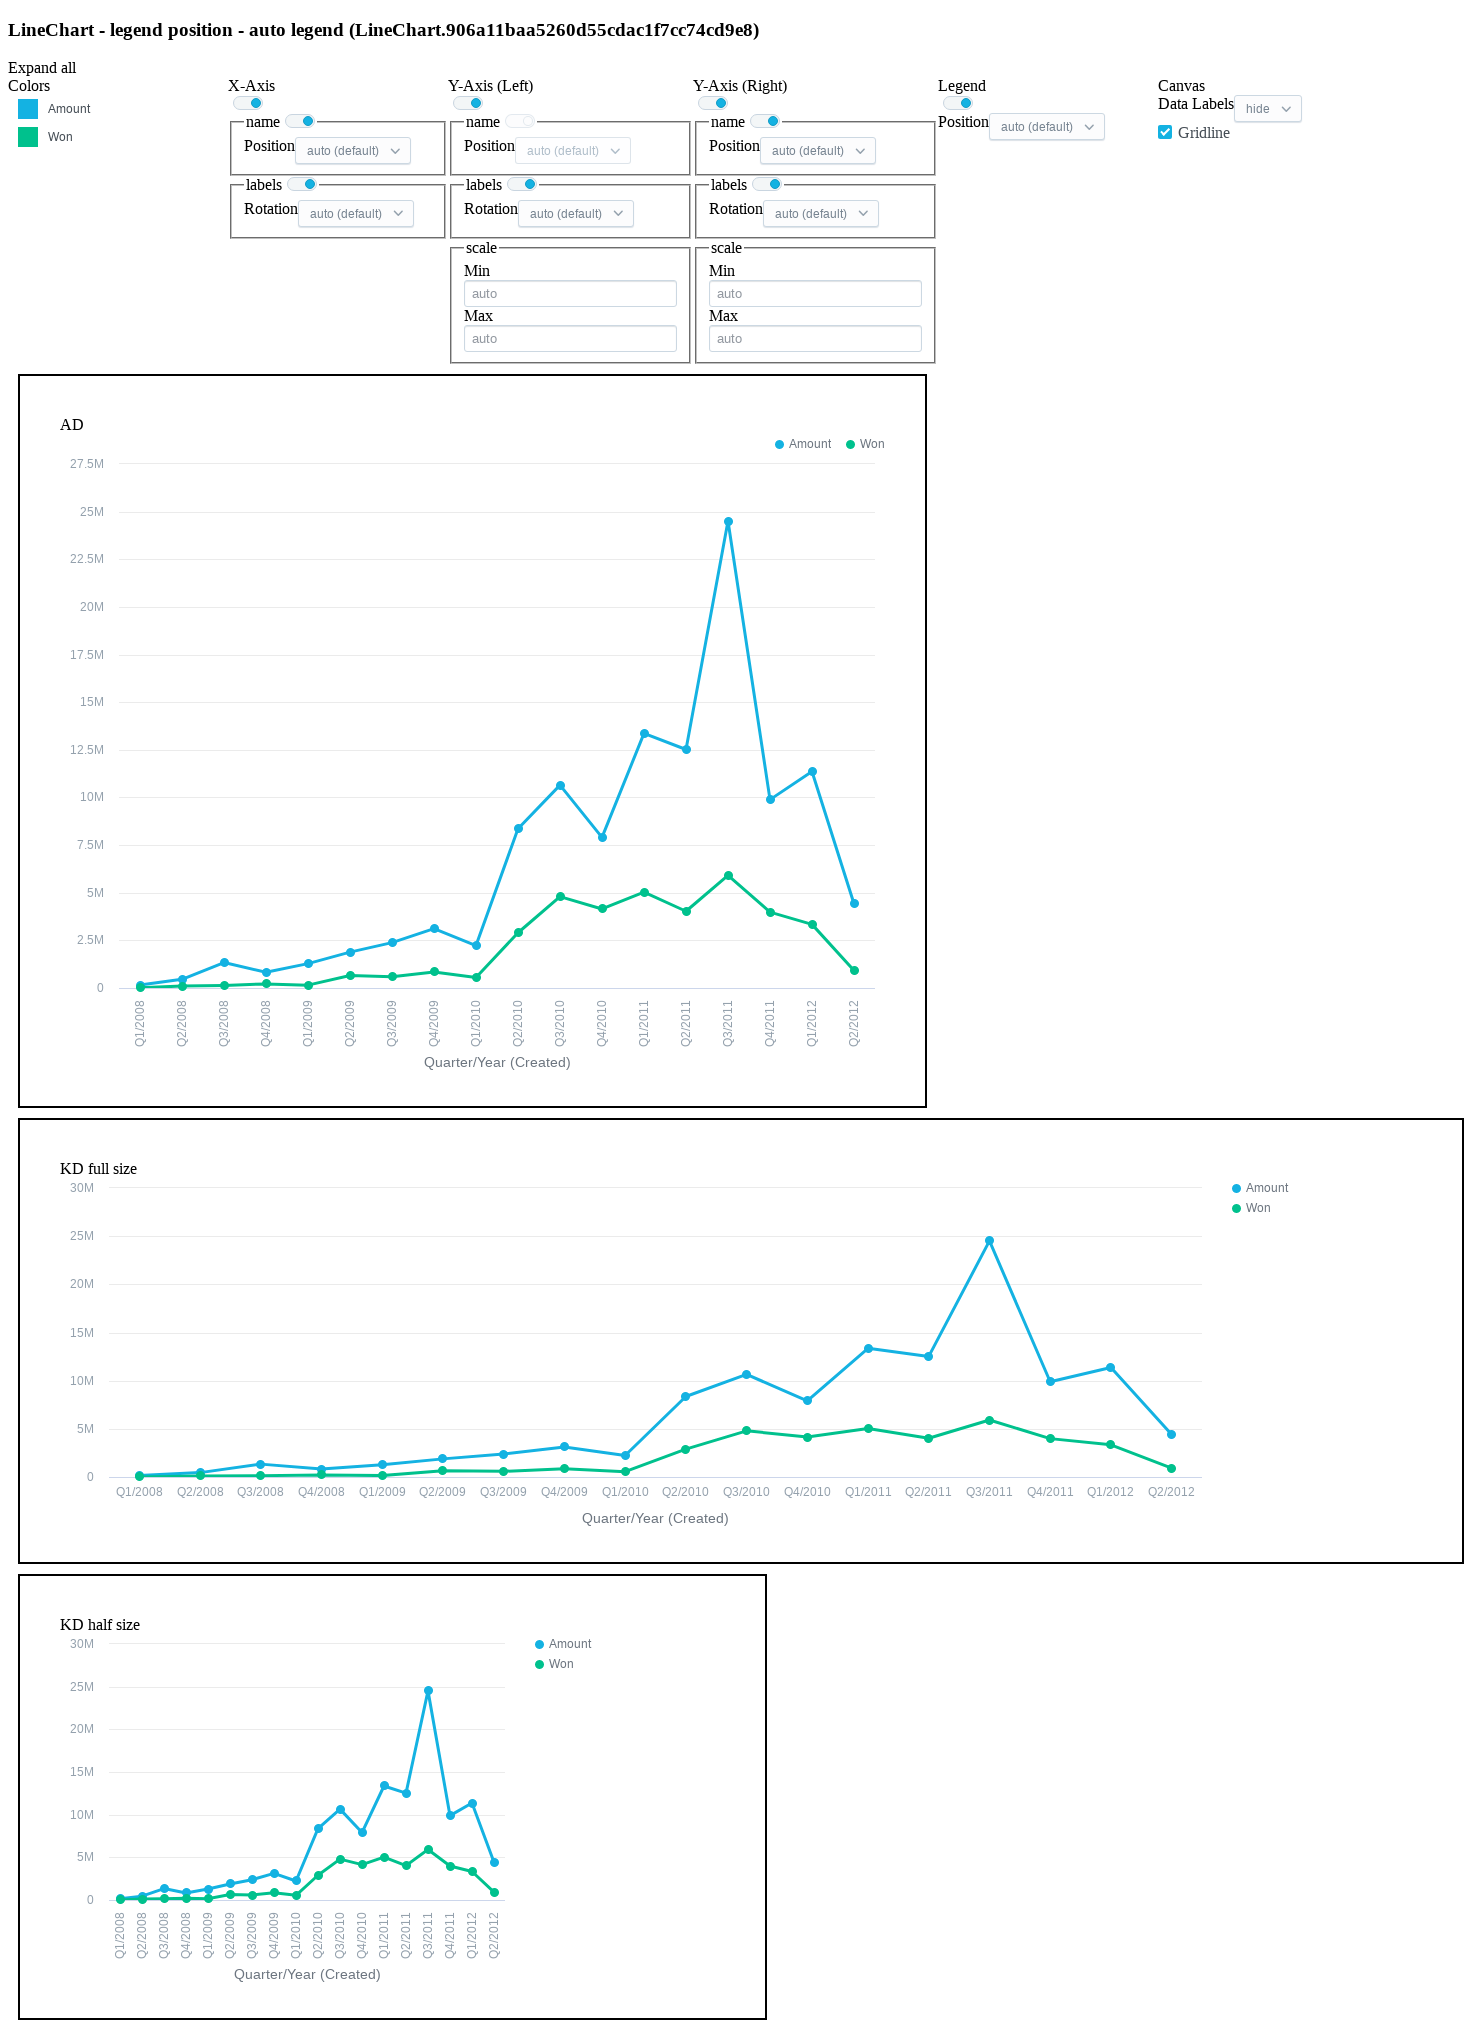 LineChart - legend position - auto legend (LineChart.906a11baa5260d55cdac1f7cc74cd9e8)
Expand all
Colors
Amount
Won
X-Axis
name
Position auto (default)
labels
Rotation auto (default)
Y-Axis (Left)
name
Position auto (default)
labels
Rotation auto (default)
scale
Min
auto
Max
auto
Y-Axis (Right)
name
Position auto (default)
labels
Rotation auto (default)
scale
Min
auto
Max
auto
Legend
Position auto (default)
Canvas
Data Labels hide
Gridline
AD
Amount Won
27.5M
25M
22.5M
20M
17.5M
15M
12.5M
10M
7.5M
5M
2.5M
0
Q1/2008 Q2/2008 Q3/2008 Q4/2008 Q1/2009 Q2/2009 Q3/2009 Q4/2009 Q1/2010 Q2/2010 Q3/2010 Q4/2010 Q1/2011 Q2/2011 Q3/2011 Q4/2011 Q1/2012 Q2/2012
Quarter/Year (Created)
KD full size
Amount
Won
30M
25M
20M
15M
10M
5M
0
Q1/2008 Q2/2008 Q3/2008 Q4/2008 Q1/2009 Q2/2009 Q3/2009 Q4/2009 Q1/2010 Q2/2010 Q3/2010 Q4/2010 Q1/2011 Q2/2011 Q3/2011 Q4/2011 Q1/2012 Q2/2012
Quarter/Year (Created)
KD half size
Amount
Won
30M
25M
20M
15M
10M
5M
0
Q1/2008 Q2/2008 Q3/2008 Q4/2008 Q1/2009 Q2/2009 Q3/2009 Q4/2009 Q1/2010 Q2/2010 Q3/2010 Q4/2010 Q1/2011 Q2/2011 Q3/2011 Q4/2011 Q1/2012 Q2/2012
Quarter/Year (Created)